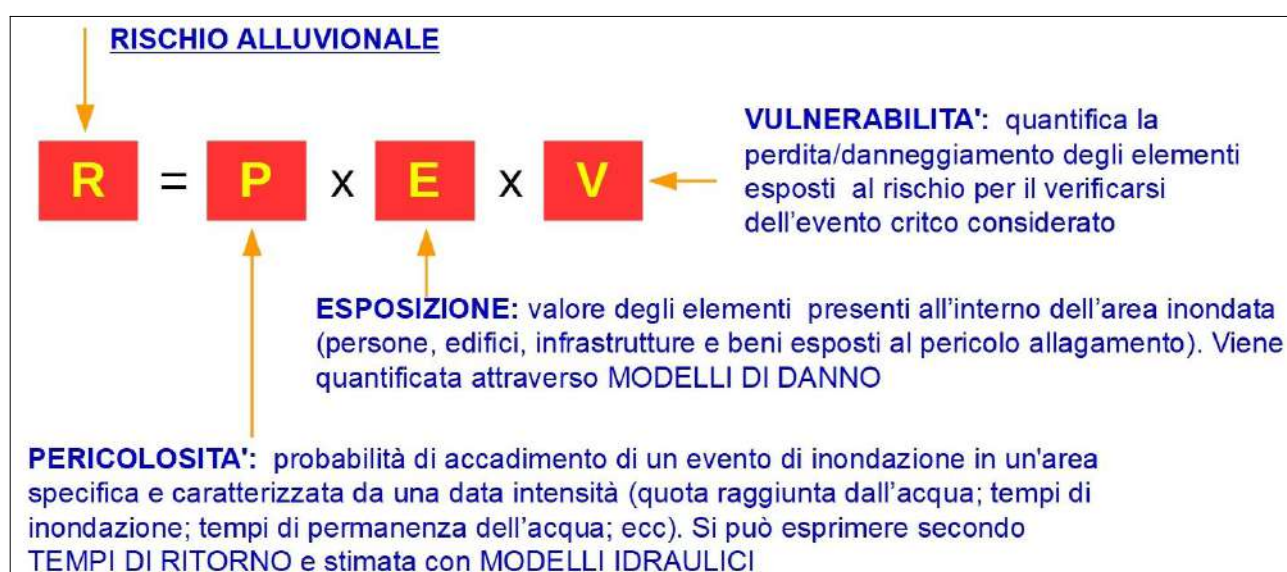 RISCHIO ALLUVIONALE
R = P x E x V
VULNERABILITA': quantifica la
perdita/danneggiamento degli elementi
esposti al rischio per il verificarsi
dell'evento critco considerato
ESPOSIZIONE: valore degli elementi presenti all'interno dell'area inondata
(persone, edifici, infrastrutture e beni esposti al pericolo allagamento). Viene
quantificata attraverso MODELLI DI DANNO
PERICOLOSITA': probabilità di accadimento di un evento di inondazione in un'area
specifica e caratterizzata da una data intensità (quota raggiunta dall'acqua; tempi di
inondazione; tempi di permanenza dell'acqua; ecc). Si può esprimere secondo
TEMPI DI RITORNO e stimata con MODELLI IDRAULICI